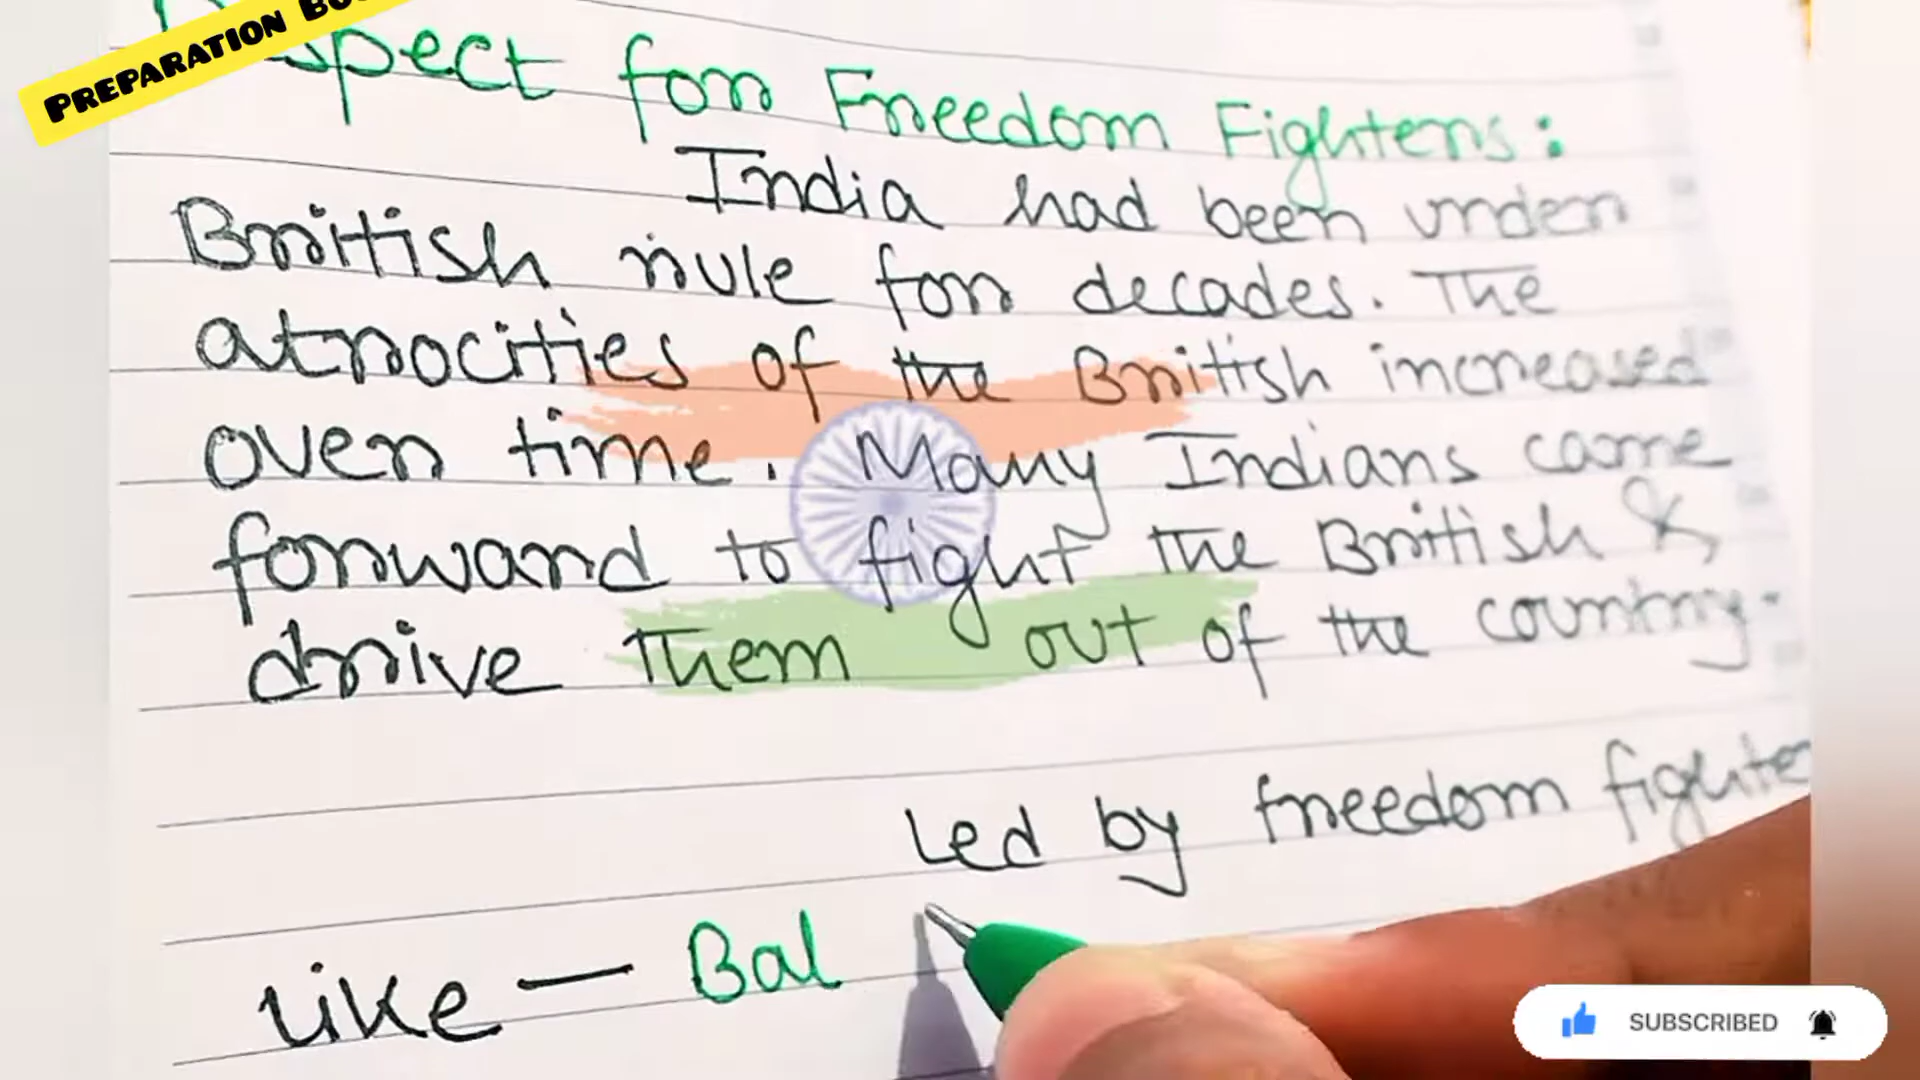 PREPARATION
spect for Freedom Fighters:
India had been under
British rule for decades. The
atrocities of the British increased
over time. Many Indians came
forward to fight the British &
drive them out of the country.
Led by freedom fighte
like — Bal
SUBSCRIBED